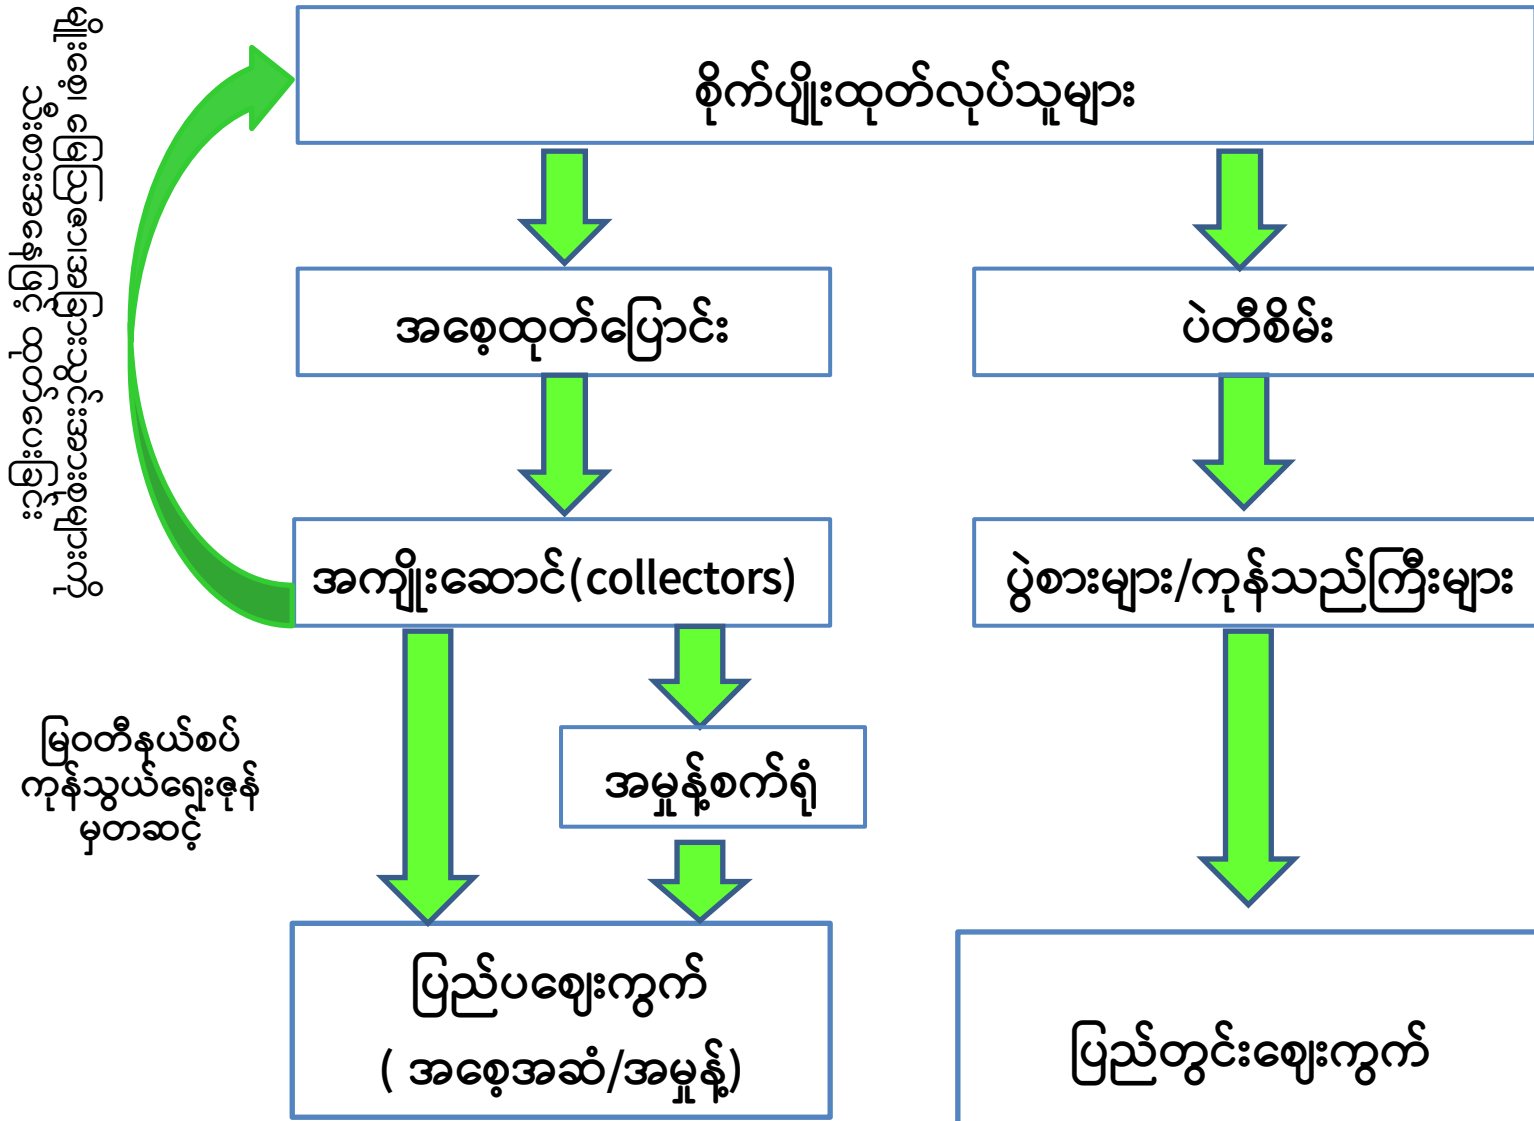 စိုက်ပျိုးထုတ်လုပ်သူများ
အစေ့ထုတ်ပြောင်း
ပဲတီစိမ်း
အကျိုးဆောင်(collectors)
ပွဲစားများ/ကုန်သည်ကြီးများ
မြဝတီနယ်စပ်
ကုန်သွယ်ရေးဇုန်
မှတဆင့်
အမှုန့်စက်ရုံ
ပြည်ပဈေးကွက်
( အစေ့အဆံ/အမှုန့်)
ပြည်တွင်းဈေးကွက်